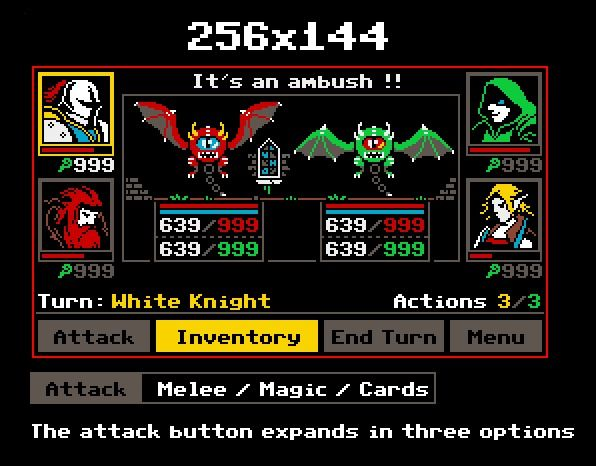 256x144
It's an ambush !!
999 999
639/999 639/999
639/999 639/999
999 999
Turn: White Knight Actions 3/3
Attack Inventory End Turn Menu
Attack Melee / Magic / Cards
The attack button expands in three options